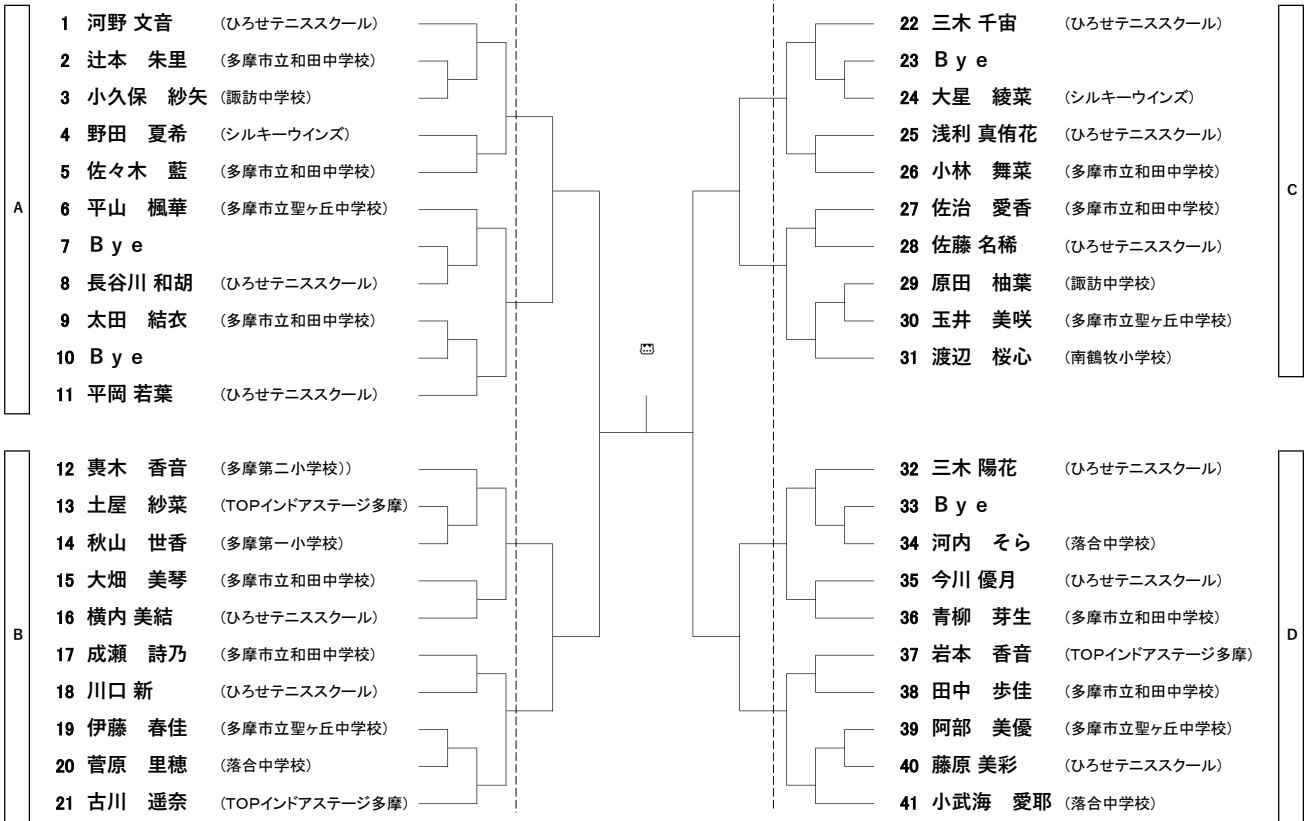 A
1 河野 文音 (ひろせテニススクール)
2 辻本 朱里 (多摩市立和田中学校)
3 小久保 紗矢 (諏訪中学校)
4 野田 夏希 (シルキーウインズ)
5 佐々木 藍 (多摩市立和田中学校)
6 平山 楓華 (多摩市立聖ヶ丘中学校)
7 Bye
8 長谷川 和胡 (ひろせテニススクール)
9 太田 結衣 (多摩市立和田中学校)
10 Bye
11 平岡 若葉 (ひろせテニススクール)
B
12 木 香音 (多摩第二小学校))
13 土屋 紗菜 (TOPインドアステージ多摩)
14 秋山 世香 (多摩第一小学校)
15 大畑 美琴 (多摩市立和田中学校)
16 横内 美結 (ひろせテニススクール)
17 成瀬 詩乃 (多摩市立和田中学校)
18 川口 新 (ひろせテニススクール)
19 伊藤 春佳 (多摩市立聖ヶ丘中学校)
20 菅原 里穂 (落合中学校)
21 古川 遥奈 (TOPインドアステージ多摩)
C
22 三木 千宙 (ひろせテニススクール)
23 Bye
24 大星 綾菜 (シルキーウインズ)
25 浅利 真侑花 (ひろせテニススクール)
26 小林 舞菜 (多摩市立和田中学校)
27 佐治 愛香 (多摩市立和田中学校)
28 佐藤 名稀 (ひろせテニススクール)
29 原田 柚葉 (諏訪中学校)
30 玉井 美咲 (多摩市立聖ヶ丘中学校)
31 渡辺 桜心 (南鶴牧小学校)
D
32 三木 陽花 (ひろせテニススクール)
33 Bye
34 河内 そら (落合中学校)
35 今川 優月 (ひろせテニススクール)
36 青柳 芽生 (多摩市立和田中学校)
37 岩本 香音 (TOPインドアステージ多摩)
38 田中 歩佳 (多摩市立和田中学校)
39 阿部 美優 (多摩市立聖ヶ丘中学校)
40 藤原 美彩 (ひろせテニススクール)
41 小武海 愛耶 (落合中学校)